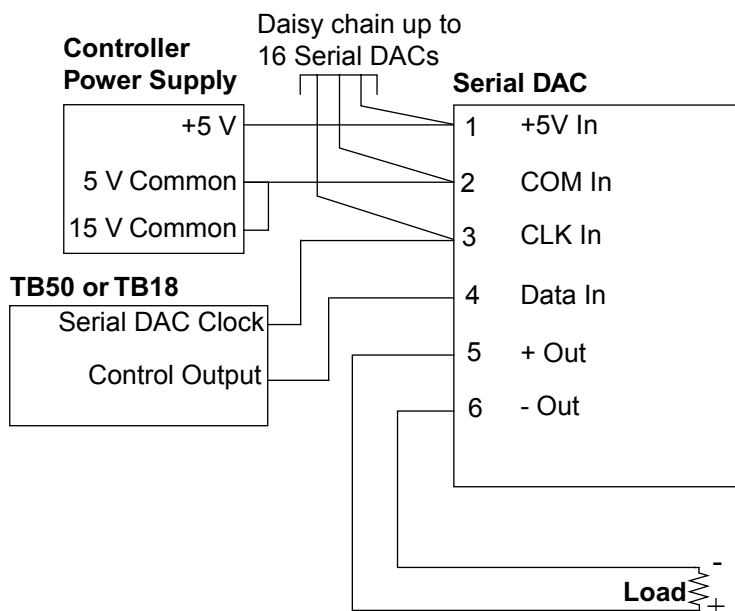 Daisy chain up to
16 Serial DACs
Controller
Power Supply
+5 V
5 V Common
15 V Common
TB50 or TB18
Serial DAC Clock
Control Output
Serial DAC
1 +5V In
2 COM In
3 CLK In
4 Data In
5 + Out
6 - Out
-
Load
+